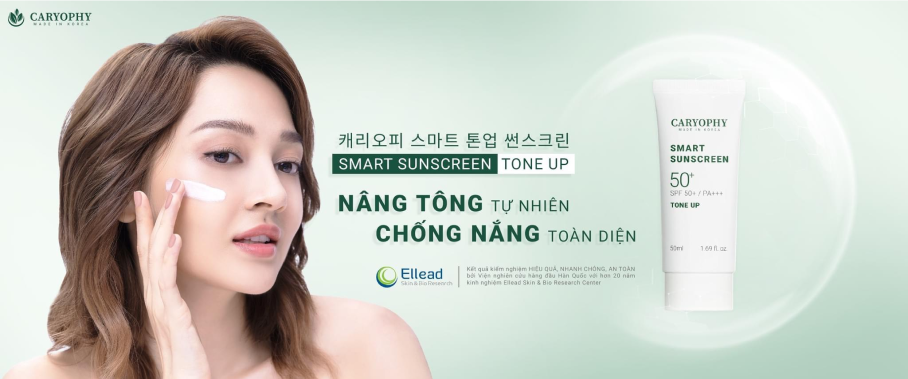 CARYOPHY
MADE IN KOREA
캐리오피 스마트 톤업 썬스크린
SMART SUNSCREEN TONE UP
NÂNG TÔNG TỰ NHIÊN
CHỐNG NẮNG TOÀN DIỆN
Ellead
Skin & Bio Research
Kết quả kiểm nghiệm HIỆU QUẢ, NHANH CHÓNG, AN TOÀN
bởi Viện nghiên cứu hàng đầu Hàn Quốc với hơn 20 năm
kinh nghiệm Ellead Skin & Bio Research Center
CARYOPHY
MADE IN KOREA
SMART
SUNSCREEN
50+
SPF 50+ / PA+++
TONE UP
50ml 1.69 fl. oz